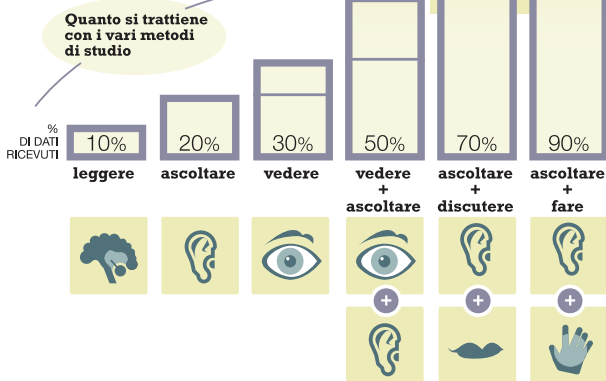 Quanto si trattiene
con i vari metodi
di studio
%
DI DATI
RICEVUTI
10%
20%
30%
50%
70%
90%
leggere
ascoltare
vedere
vedere
+
ascoltare
ascoltare
+
discutere
ascoltare
+
fare
+
+
+